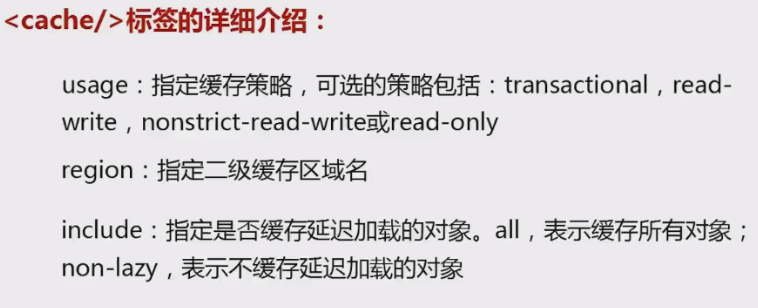 <cache/>标签的详细介绍：
usage：指定缓存策略，可选的策略包括：transactional，read-
write，nonstrict-read-write或read-only
region：指定二级缓存区域名
include：指定是否缓存延迟加载的对象。all，表示缓存所有对象；
non-lazy，表示不缓存延迟加载的对象